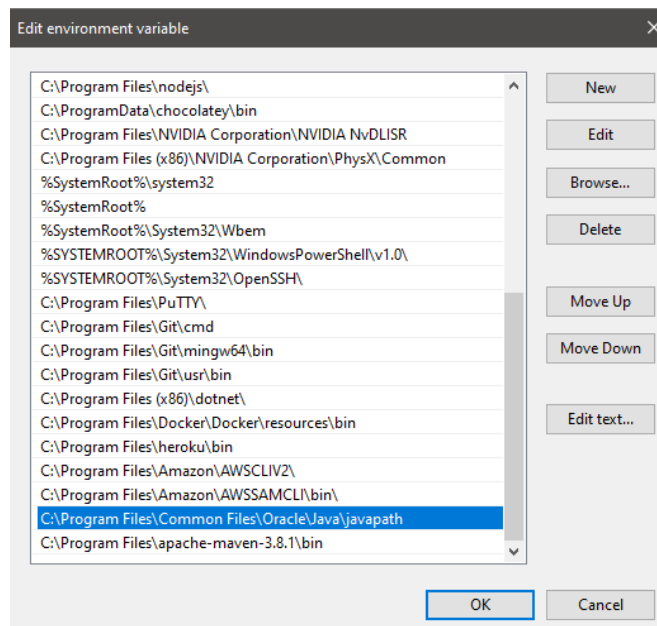 Edit environment variable
C:\Program Files\nodejs\
C:\ProgramData\chocolatey\bin
C:\Program Files\NVIDIA Corporation\NVIDIA NvDLISR
C:\Program Files (x86)\NVIDIA Corporation\PhysX\Common
%SystemRoot%\system32
%SystemRoot%
%SystemRoot%\System32\Wbem
%SYSTEMROOT%\System32\WindowsPowerShell\v1.0\
%SYSTEMROOT%\System32\OpenSSH\
C:\Program Files\PuTTY\
C:\Program Files\Git\cmd
C:\Program Files\Git\mingw64\bin
C:\Program Files\Git\usr\bin
C:\Program Files (x86)\dotnet\
C:\Program Files\Docker\Docker\resources\bin
C:\Program Files\heroku\bin
C:\Program Files\Amazon\AWSCLIV2\
C:\Program Files\Amazon\AWSSAMCLI\bin\
C:\Program Files\Common Files\Oracle\Java\javapath
C:\Program Files\apache-maven-3.8.1\bin
New
Edit
Browse...
Delete
Move Up
Move Down
Edit text...
OK
Cancel